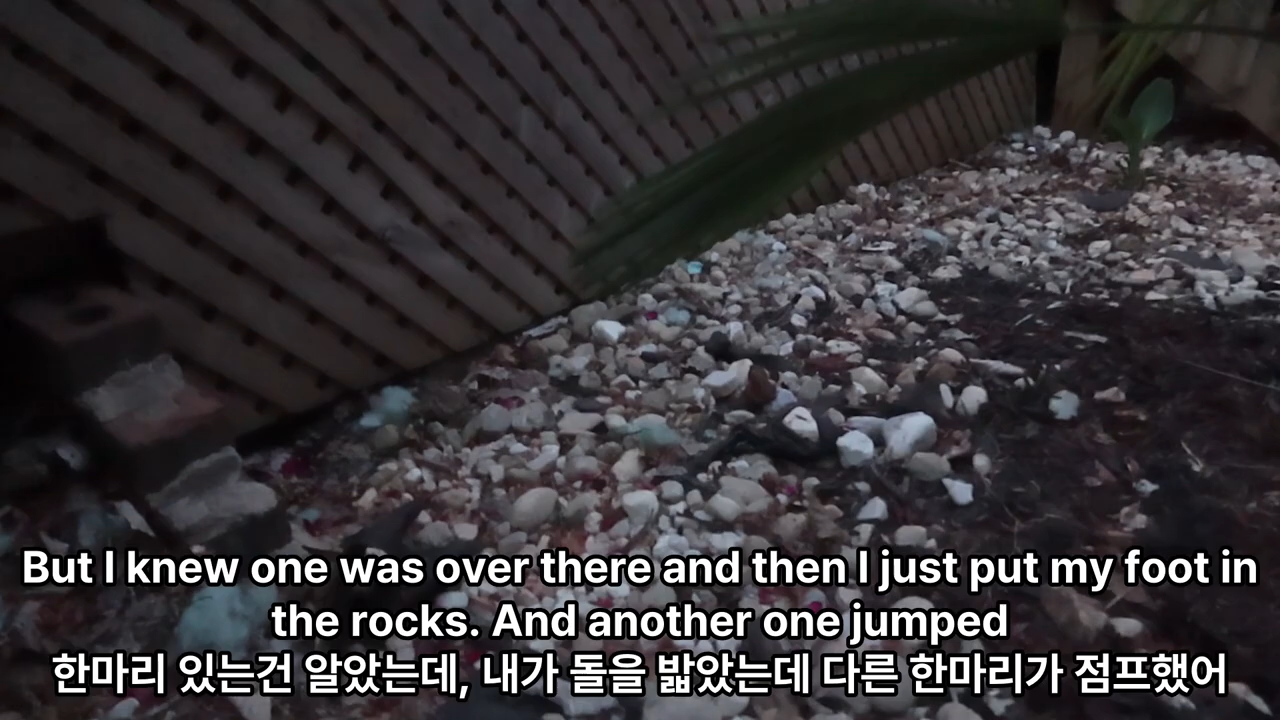 But I knew one was over there and then I just put my foot in
the rocks. And another one jumped
한마리 있는건 알았는데, 내가 돌을 밟았는데 다른 한마리가 점프했어